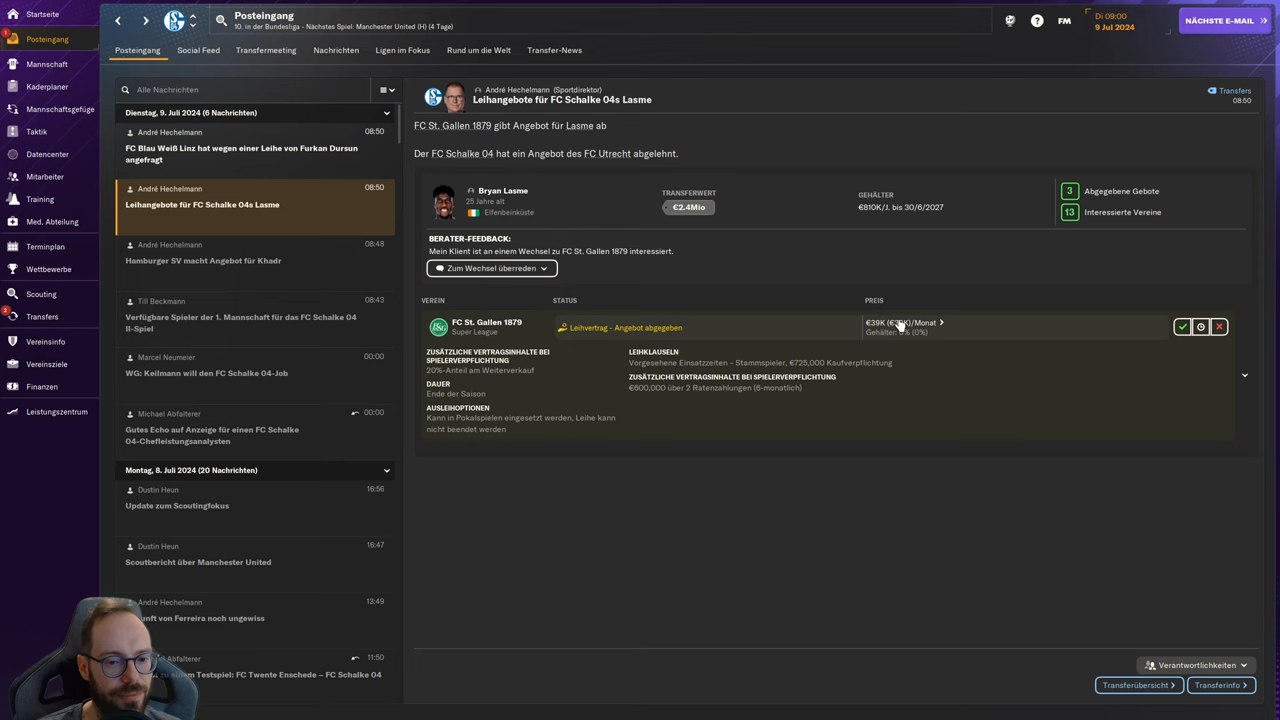 Startseite
1
Posteingang
Mannschaft
Kaderplaner
Mannschaftsgefüge
Taktik
Datencenter
Mitarbeiter
Training
Med. Abteilung
Terminplan
Wettbewerbe
Scouting
2
Transfers
Vereinsinfo
Vereinsziele
Finanzen
Leistungszentrum
Posteingang
10. in der Bundesliga - Nächstes Spiel: Manchester United (H) (4 Tage)
?
FM
Di 09:00
9 Jul 2024
NÄCHSTE E-MAIL
Posteingang
Social Feed
Transfermeeting
Nachrichten
Ligen im Fokus
Rund um die Welt
Transfer-News
Alle Nachrichten
Dienstag, 9. Juli 2024 (6 Nachrichten)
André Hechelmann 08:50
FC Blau Weiß Linz hat wegen einer Leihe von Furkan Dursun
angefragt
André Hechelmann 08:50
Leihangebote für FC Schalke 04s Lasme
André Hechelmann 08:48
Hamburger SV macht Angebot für Khadr
Till Beckmann 08:43
Verfügbare Spieler der 1. Mannschaft für das FC Schalke 04
II-Spiel
Marcel Neumeier 00:00
WG: Keilmann will den FC Schalke 04-Job
Michael Abfalterer 00:00
Gutes Echo auf Anzeige für einen FC Schalke
04-Chefleistungsanalysten
Montag, 8. Juli 2024 (20 Nachrichten)
Dustin Heun 16:56
Update zum Scoutingfokus
Dustin Heun 16:47
Scoutbericht über Manchester United
André Hechelmann 13:49
unft von Ferreira noch ungewiss
Abfalterer 11:50
einem Testspiel: FC Twente Enschede – FC Schalke 04
André Hechelmann (Sportdirektor)
Leihangebote für FC Schalke 04s Lasme
Transfers
08:50
FC St. Gallen 1879 gibt Angebot für Lasme ab
Der FC Schalke 04 hat ein Angebot des FC Utrecht abgelehnt.
Bryan Lasme
25 Jahre alt
Elfenbeinküste
TRANSFERWERT
€2.4Mio
GEHÄLTER
€810K/J. bis 30/6/2027
3 Abgegebene Gebote
13 Interessierte Vereine
BERATER-FEEDBACK:
Mein Klient ist an einem Wechsel zu FC St. Gallen 1879 interessiert.
Zum Wechsel überreden
VEREIN STATUS PREIS
FC St. Gallen 1879
Super League
Leihvertrag - Angebot abgegeben
€39K (€39K)/Monat
Gehälter: 0% (0%)
ZUSÄTZLICHE VERTRAGSINHALTE BEI
SPIELERVERPFLICHTUNG
20%-Anteil am Weiterverkauf
DAUER
Ende der Saison
AUSLEIHOPTIONEN
Kann in Pokalspielen eingesetzt werden, Leihe kann
nicht beendet werden
LEIHKLAUSELN
Vorgesehene Einsatzzeiten – Stammspieler, €725,000 Kaufverpflichtung
ZUSÄTZLICHE VERTRAGSINHALTE BEI SPIELERVERPFLICHTUNG
€600,000 über 2 Ratenzahlungen (6-monatlich)
Verantwortlichkeiten
Transferübersicht
Transferinfo